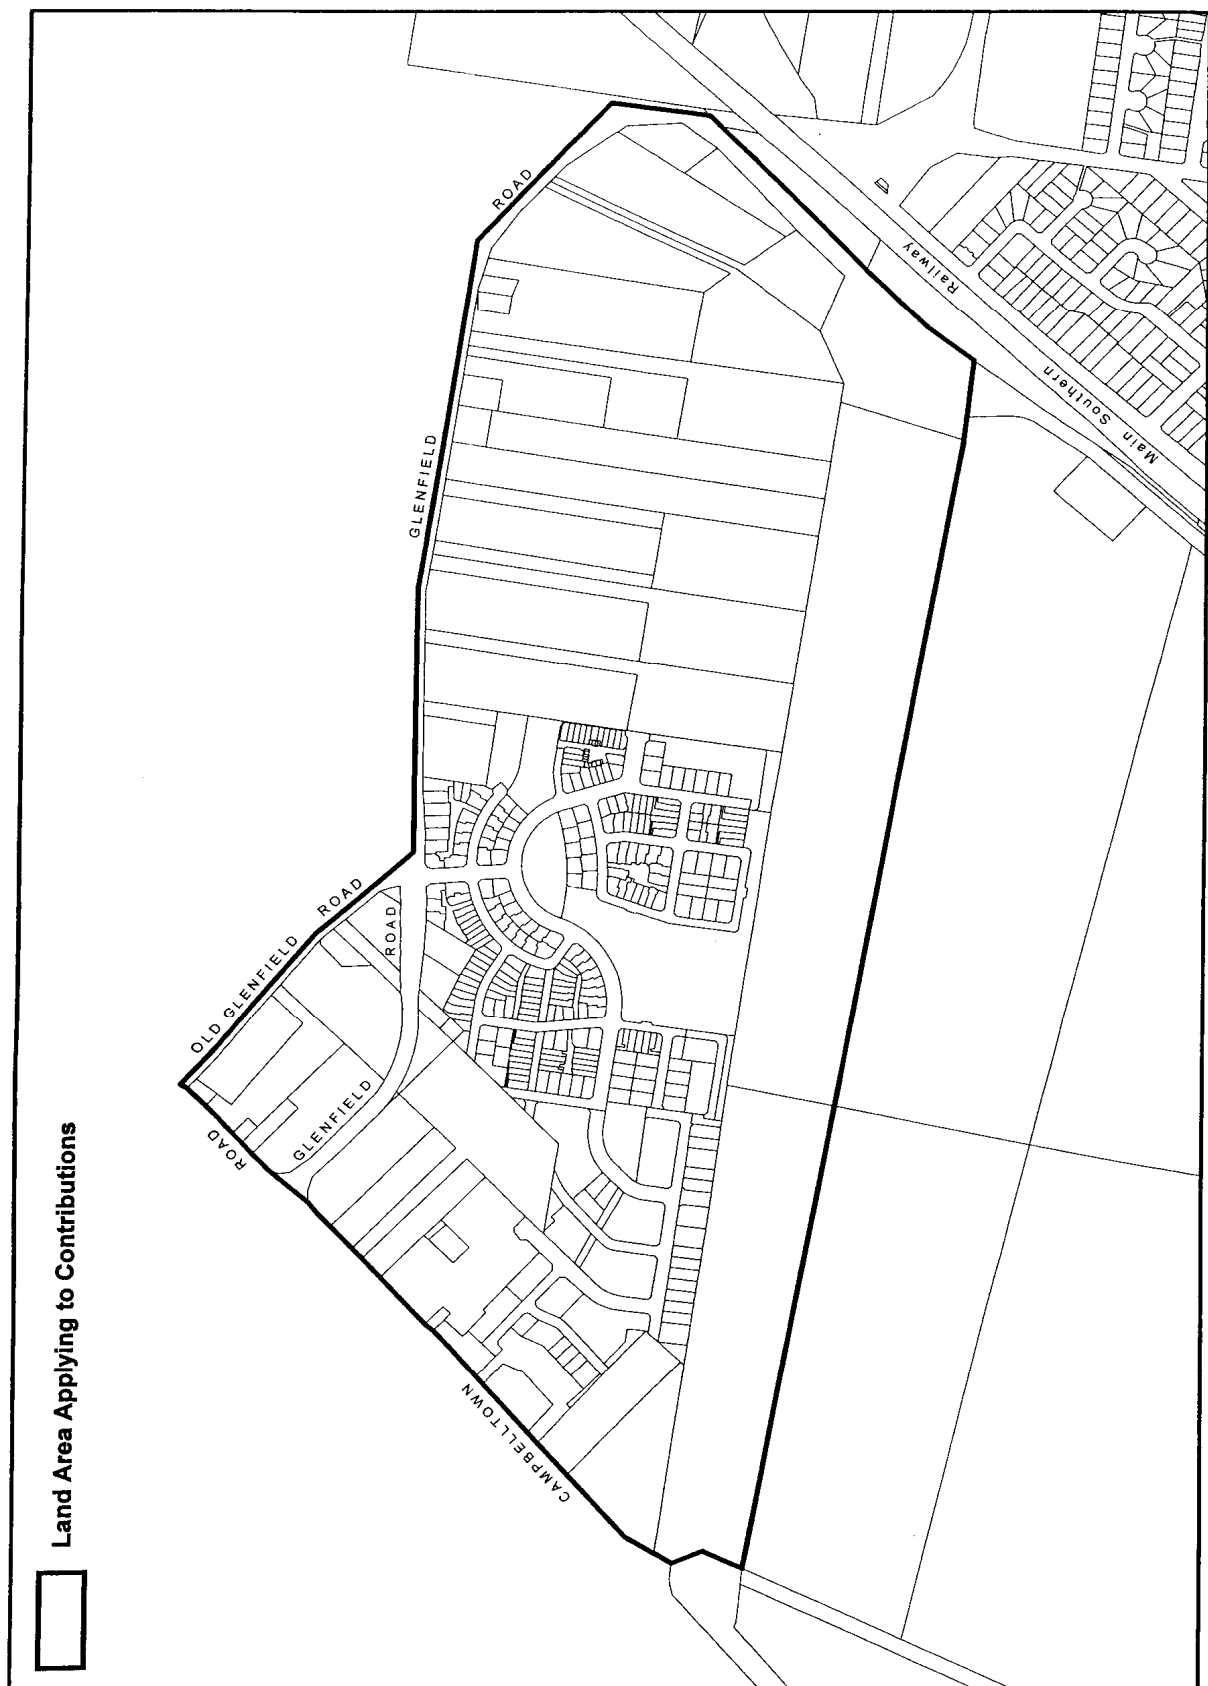 Land Area Applying to Contributions
OLD GLENFIELD ROAD
GLENFIELD ROAD
GLENFIELD ROAD
CAMPBELLTOWN ROAD
Main Southern Railway